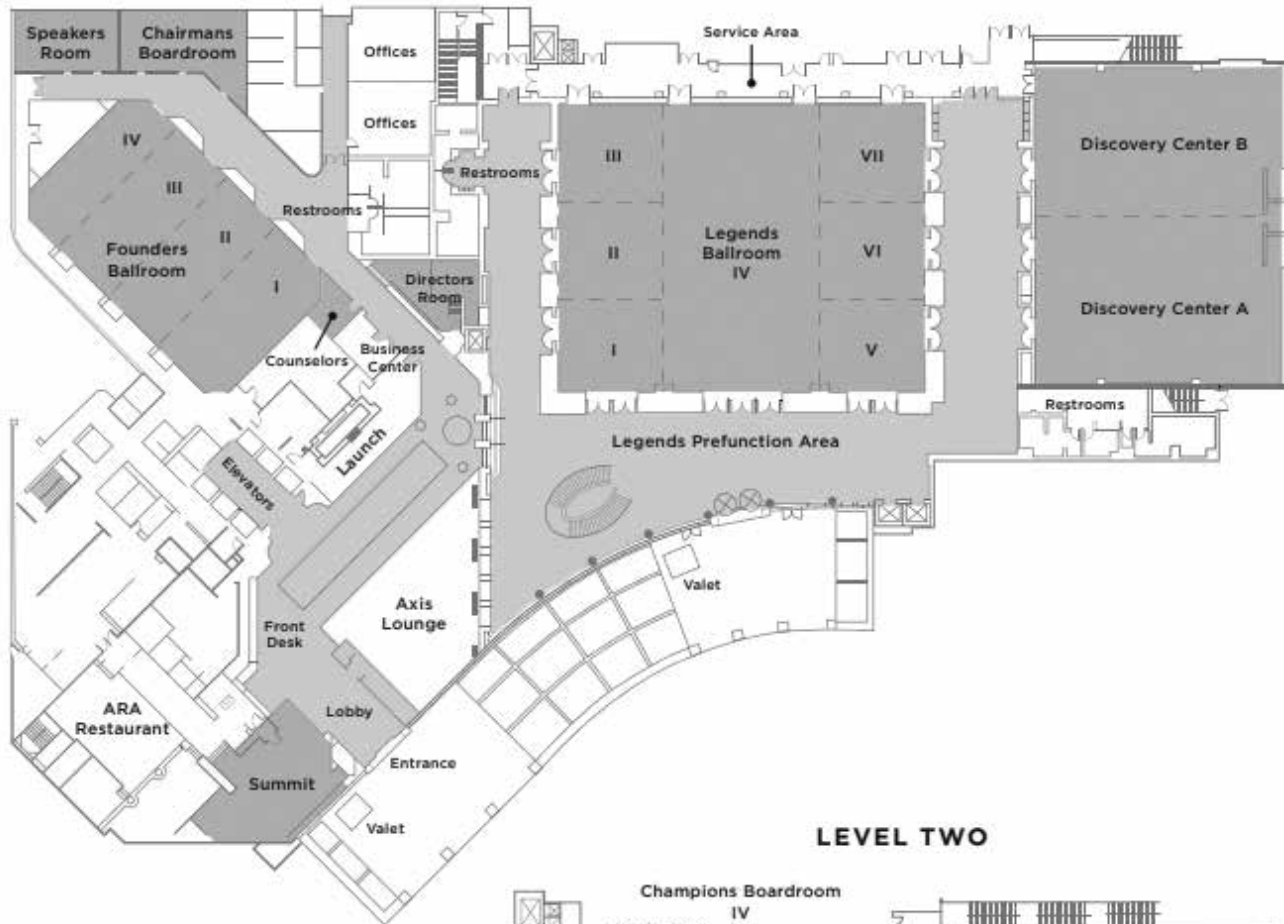 Speakers
Room
Chairmans
Boardroom
Offices
Service Area
Offices
Discovery Center B
IV
III
VII
Restrooms
III
Restrooms
II
Founders
Ballroom
Legends
Ballroom
IV
II
VI
I
Directors
Room
Discovery Center A
Counselors
Business
Center
I
V
Restrooms
Legends Prefunction Area
Launch
Elevators
Valet
Axis
Lounge
Front
Desk
ARA
Restaurant
Lobby
Entrance
Summit
Valet
LEVEL TWO
Champions Boardroom
IV